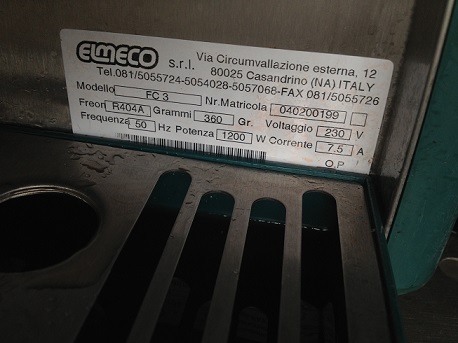 ELMECO s.r.l. Via Circumvallazione esterna, 12
80025 Casandrino (NA) ITALY
Tel.081/5055724-5054028-5057068-FAX 081/5055726
Modello FC 3 Nr.Matricola 040200199
Freon R404A Grammi 360 Gr. Voltaggio 230 V
Frequenza 50 Hz Potenza 1200 W Corrente 7.5 A
O.P.